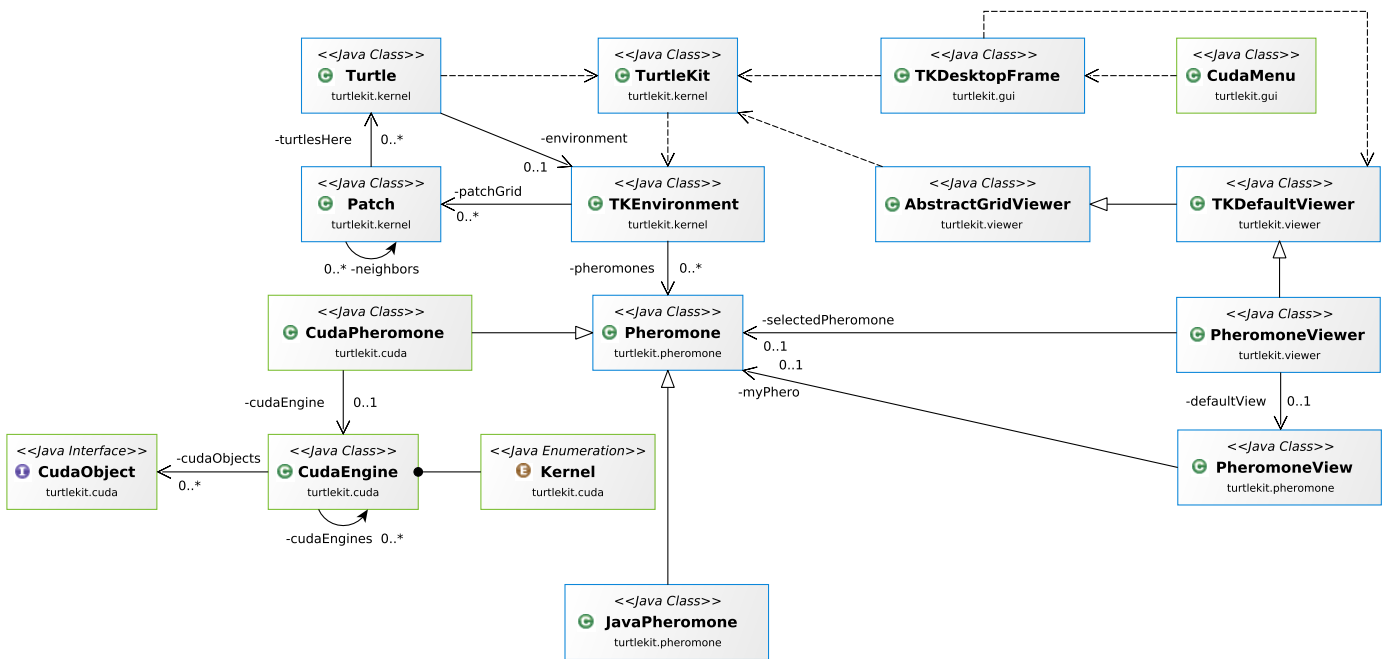 <<Java Class>>
Turtle
turtlekit.kernel
<<Java Class>>
TurtleKit
turtlekit.kernel
<<Java Class>>
TKDesktopFrame
turtlekit.gui
<<Java Class>>
CudaMenu
turtlekit.gui
-turtlesHere
0..*
-environment
0..1
<<Java Class>>
Patch
turtlekit.kernel
-patchGrid
0..*
<<Java Class>>
TKEnvironment
turtlekit.kernel
<<Java Class>>
AbstractGridViewer
turtlekit.viewer
<<Java Class>>
TKDefaultViewer
turtlekit.viewer
0..* -neighbors
-pheromones
0..*
<<Java Class>>
CudaPheromone
turtlekit.cuda
<<Java Class>>
Pheromone
turtlekit.pheromone
-selectedPheromone
0..1
<<Java Class>>
PheromoneViewer
turtlekit.viewer
0..1
-myPhero
-cudaEngine
0..1
-defaultView
0..1
<<Java Interface>>
CudaObject
turtlekit.cuda
-cudaObjects
0..*
<<Java Class>>
CudaEngine
turtlekit.cuda
<<Java Enumeration>>
Kernel
turtlekit.cuda
<<Java Class>>
PheromoneView
turtlekit.pheromone
-cudaEngines 0..*
<<Java Class>>
JavaPheromone
turtlekit.pheromone